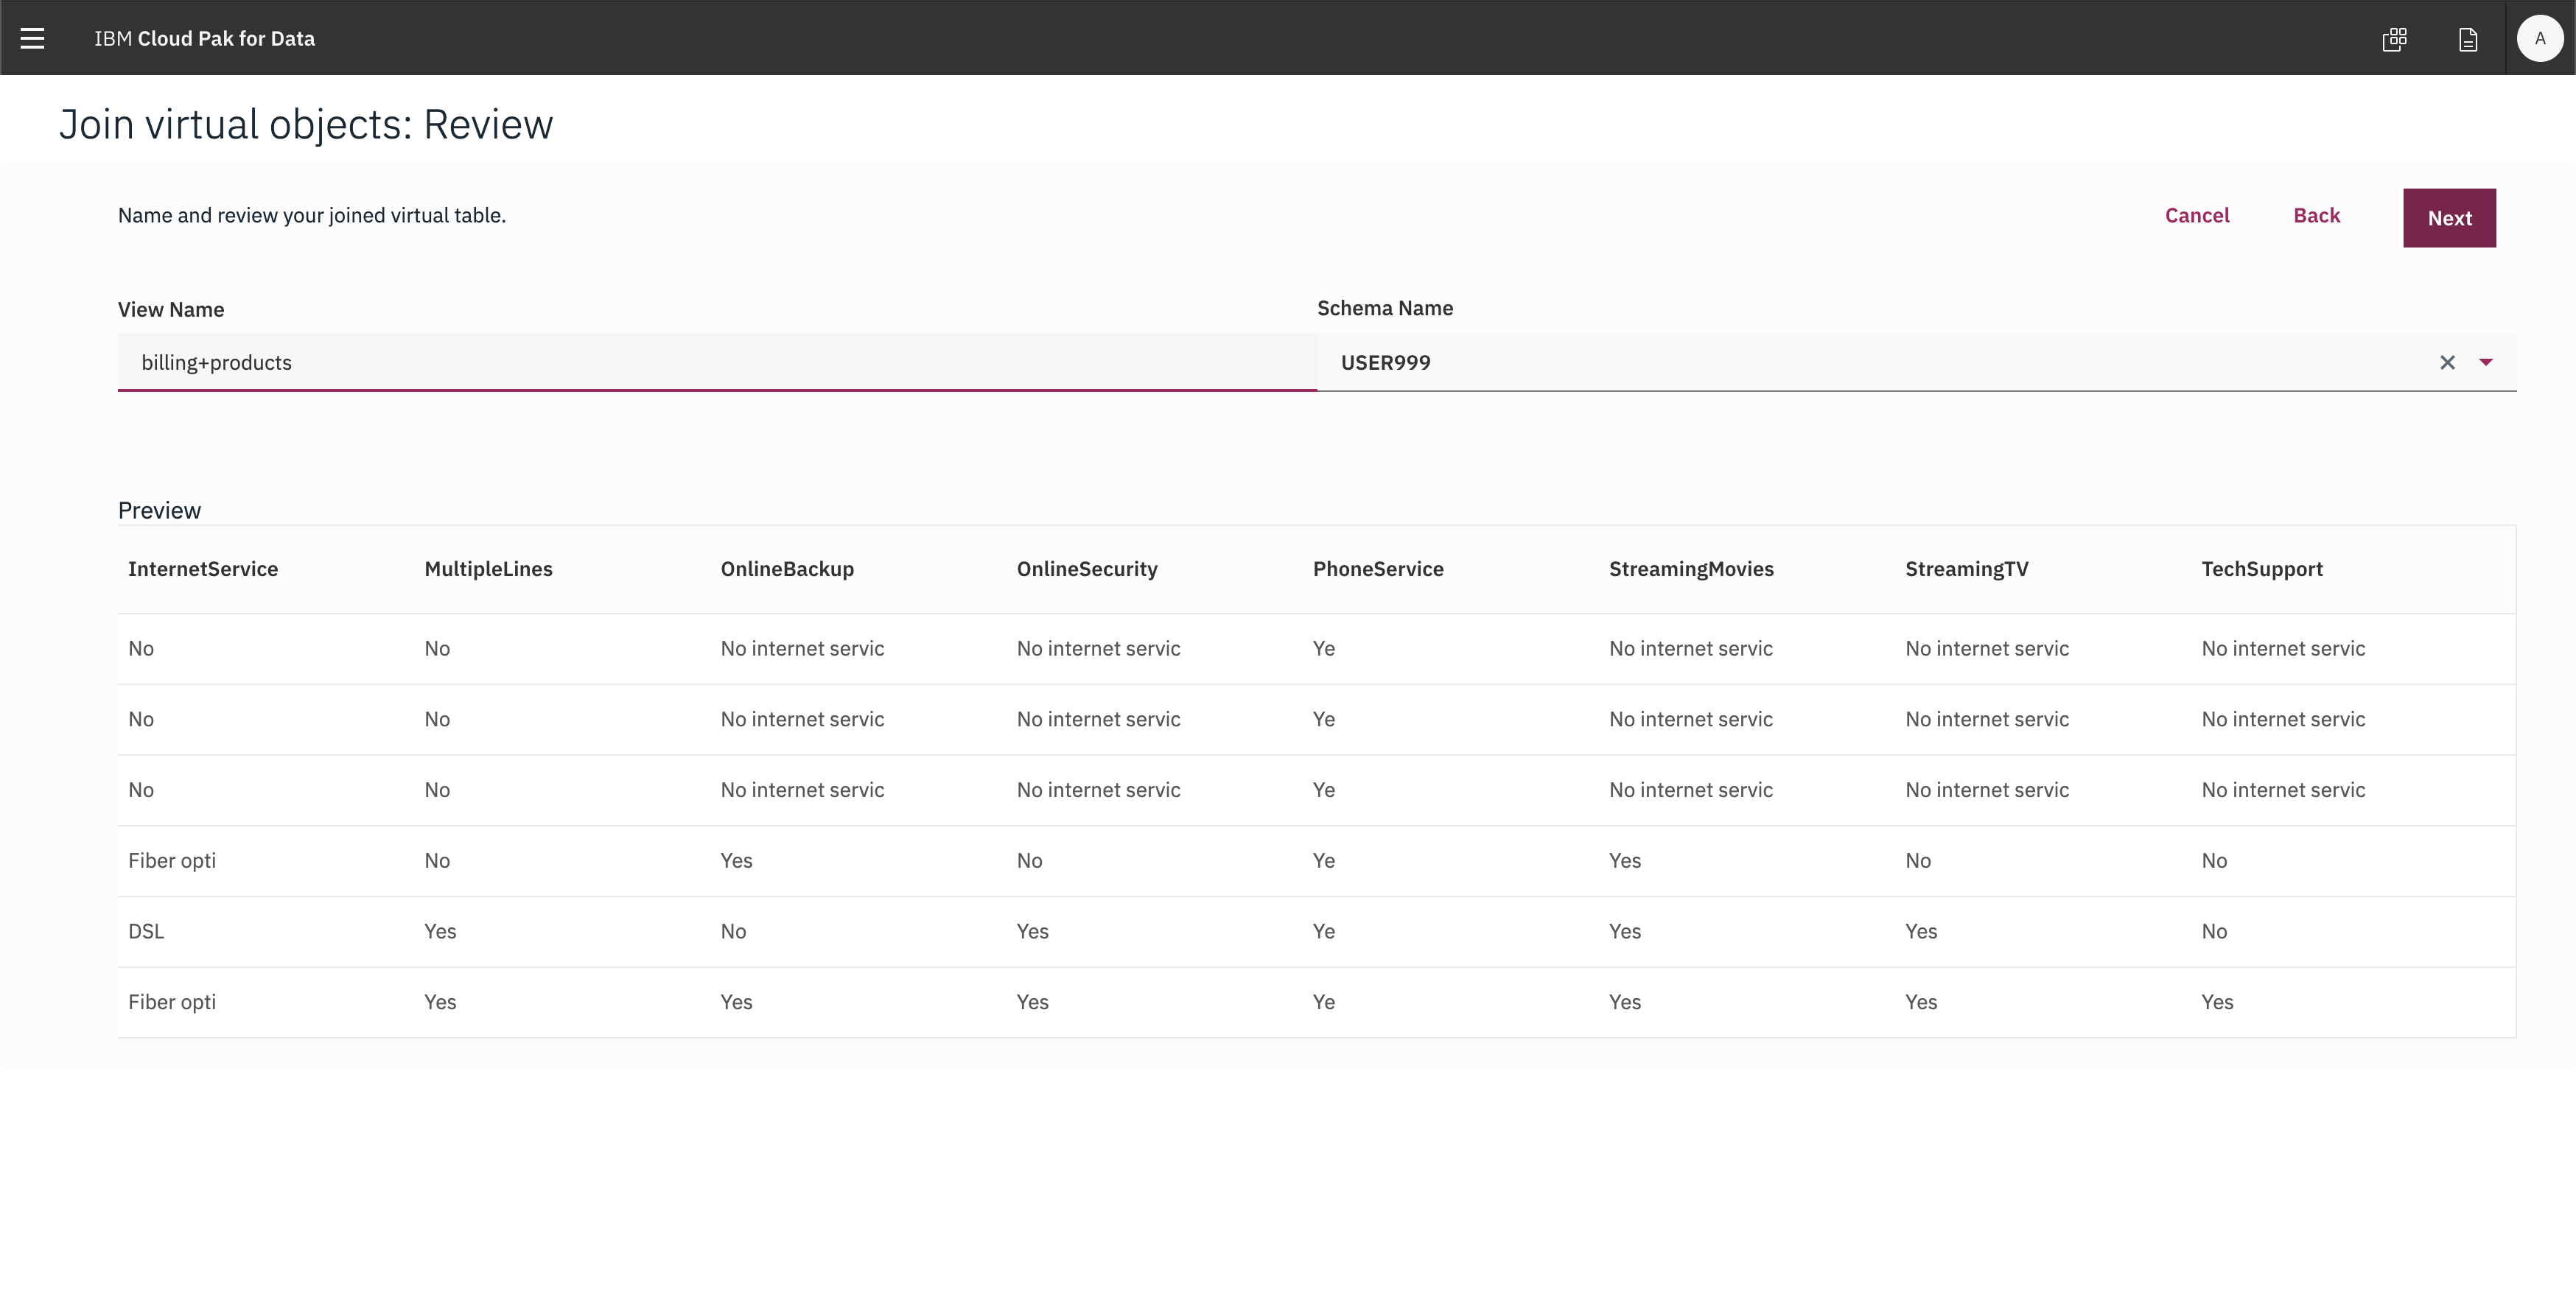 IBM Cloud Pak for Data
A
Join virtual objects: Review
Name and review your joined virtual table.
Cancel Back Next
View Name Schema Name
billing+products USER999
Preview
InternetService MultipleLines OnlineBackup OnlineSecurity PhoneService StreamingMovies StreamingTV TechSupport
No No No internet servic No internet servic Ye No internet servic No internet servic No internet servic
No No No internet servic No internet servic Ye No internet servic No internet servic No internet servic
No No No internet servic No internet servic Ye No internet servic No internet servic No internet servic
Fiber opti No Yes No Ye Yes No No
DSL Yes No Yes Ye Yes Yes No
Fiber opti Yes Yes Yes Ye Yes Yes Yes